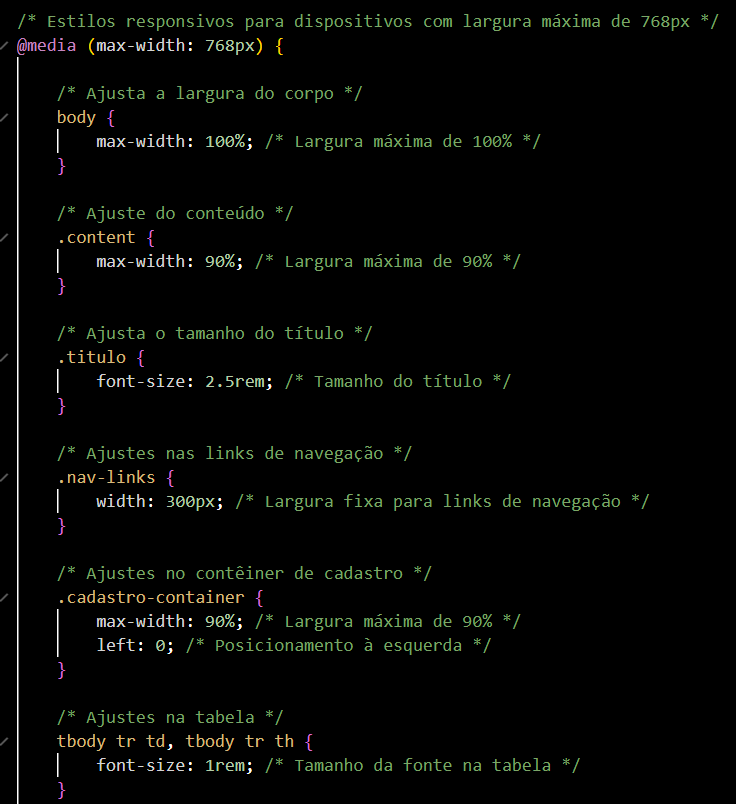 /* Estilos responsivos para dispositivos com largura máxima de 768px */
@media (max-width: 768px) {
/* Ajusta a largura do corpo */
body {
max-width: 100%; /* Largura máxima de 100% */
}
/* Ajuste do conteúdo */
.content {
max-width: 90%; /* Largura máxima de 90% */
}
/* Ajusta o tamanho do título */
.titulo {
font-size: 2.5rem; /* Tamanho do título */
}
/* Ajustes nas links de navegação */
.nav-links {
width: 300px; /* Largura fixa para links de navegação */
}
/* Ajustes no contêiner de cadastro */
.cadastro-container {
max-width: 90%; /* Largura máxima de 90% */
left: 0; /* Posicionamento à esquerda */
}
/* Ajustes na tabela */
tbody tr td, tbody tr th {
font-size: 1rem; /* Tamanho da fonte na tabela */
}